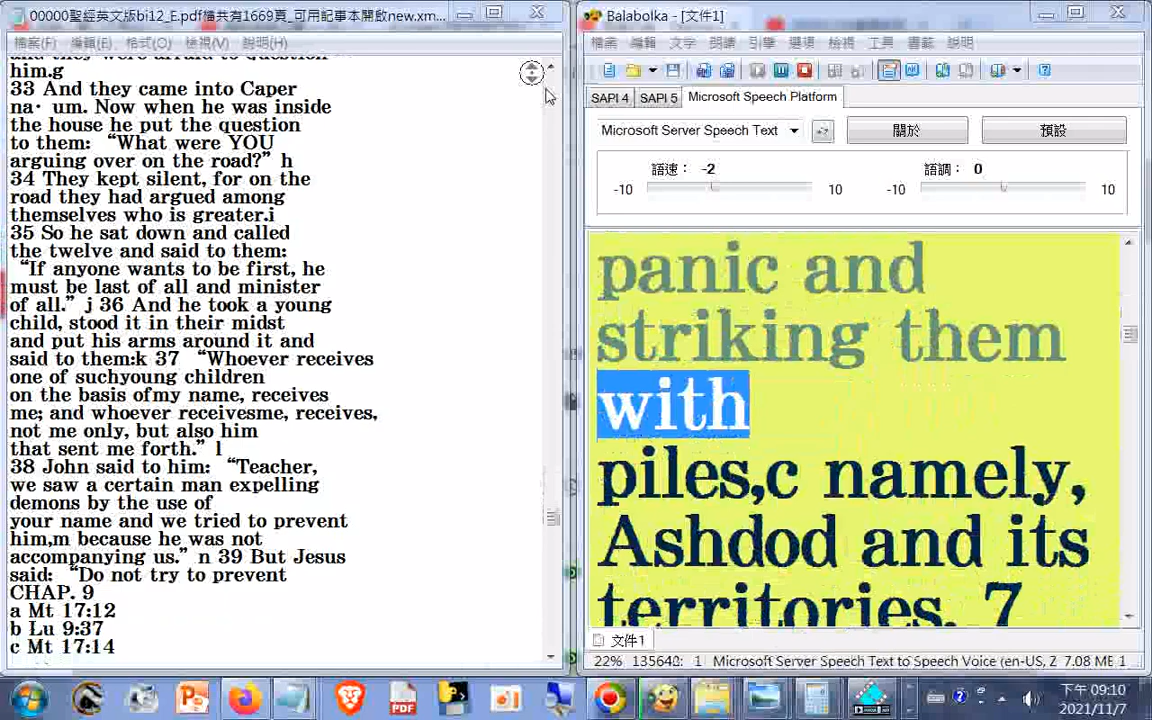 00000聖經英文版bi12_E.pdf檔共有1669頁_可用記事本開啟new.xm...
檔案(F) 編輯(E) 格式(O) 檢視(V) 說明(H)
and they were afraid to question
him.g
33 And they came into Caper
na· um. Now when he was inside
the house he put the question
to them: “What were YOU
arguing over on the road?” h
34 They kept silent, for on the
road they had argued among
themselves who is greater.i
35 So he sat down and called
the twelve and said to them:
“If anyone wants to be first, he
must be last of all and minister
of all.” j 36 And he took a young
child, stood it in their midst
and put his arms around it and
said to them:k 37 “Whoever receives
one of suchyoung children
on the basis ofmy name, receives
me; and whoever receivesme, receives,
not me only, but also him
that sent me forth.” l
38 John said to him: “Teacher,
we saw a certain man expelling
demons by the use of
your name and we tried to prevent
him,m because he was not
accompanying us.” n 39 But Jesus
said: “Do not try to prevent
CHAP. 9
a Mt 17:12
b Lu 9:37
c Mt 17:14
Balabolka - [文件1]
檔案 編輯 文字 朗讀 引擎 選項 檢視 工具 書籤 說明
SAPI 4 SAPI 5 Microsoft Speech Platform
Microsoft Server Speech Text 關於 預設
語速： -2 語調： 0
-10 10 -10 10
panic and
striking them
with
piles,c namely,
Ashdod and its
territories. 7
文件1
22% 135648: 1 Microsoft Server Speech Text to Speech Voice (en-US, Z 7.08 ME 1
PDF
下午 09:10
2021/11/7